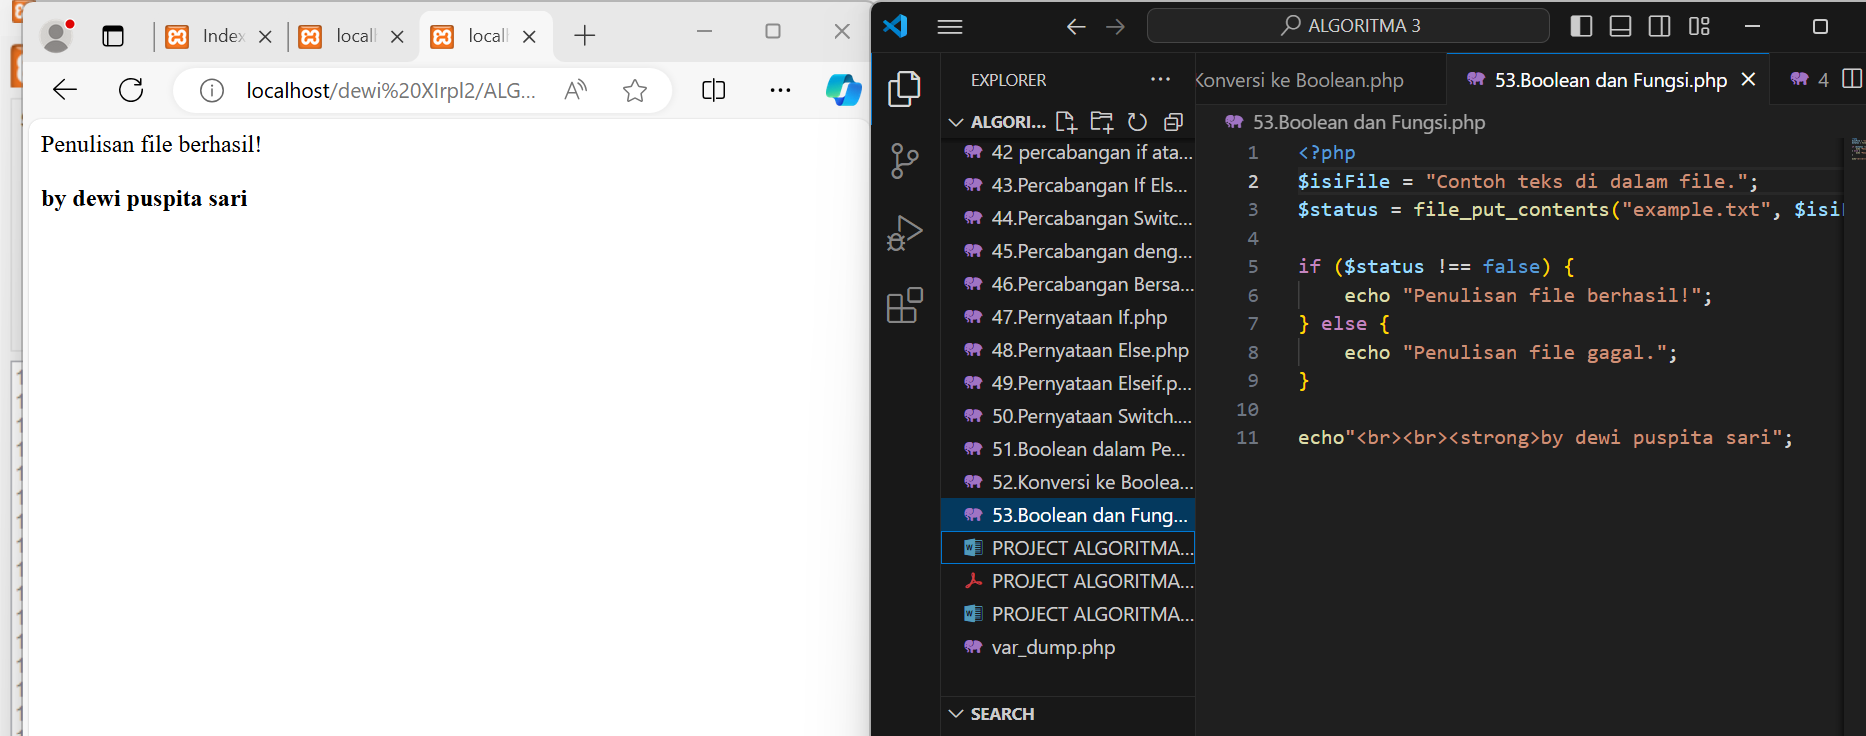 Index
locall
locall
localhost/dewi%20XIrpl2/ALG...
Penulisan file berhasil!
by dewi puspita sari
ALGORITMA 3
EXPLORER
ALGORI...
42 percabangan if ata...
43.Percabangan If Els...
44.Percabangan Switc...
45.Percabangan deng...
46.Percabangan Bersa...
47.Pernyataan If.php
48.Pernyataan Else.php
49.Pernyataan Elseif.p...
50.Pernyataan Switch....
51.Boolean dalam Pe...
52.Konversi ke Boolea...
53.Boolean dan Fung...
PROJECT ALGORITMA...
PROJECT ALGORITMA...
PROJECT ALGORITMA...
var_dump.php
SEARCH
Konversi ke Boolean.php
53.Boolean dan Fungsi.php
4
53.Boolean dan Fungsi.php
1 <?php
2 $isiFile = "Contoh teks di dalam file.";
3 $status = file_put_contents("example.txt", $isi
4
5 if ($status !== false) {
6 echo "Penulisan file berhasil!";
7 } else {
8 echo "Penulisan file gagal.";
9 }
10
11 echo"<br><br><strong>by dewi puspita sari";